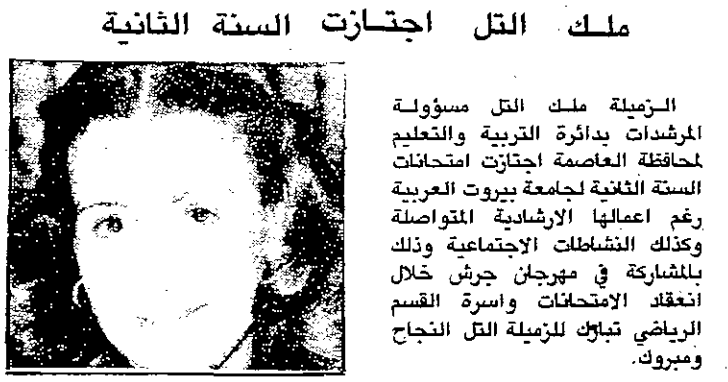 ملك التل اجتازت السنة الثانية
الزميلة ملك التل مسؤولة
المرشدات بدائرة التربية والتعليم
لمحافظة العاصمة اجتازت امتحانات
السنة الثانية لجامعة بيروت العربية
رغم اعمالها الارشادية المتواصلة
وكذلك النشاطات الاجتماعية وذلك
بالمشاركة في مهرجان جرش خلال
انعقاد الامتحانات واسرة القسم
الرياضي تبارك للزميلة التل النجاح
ومبروك.